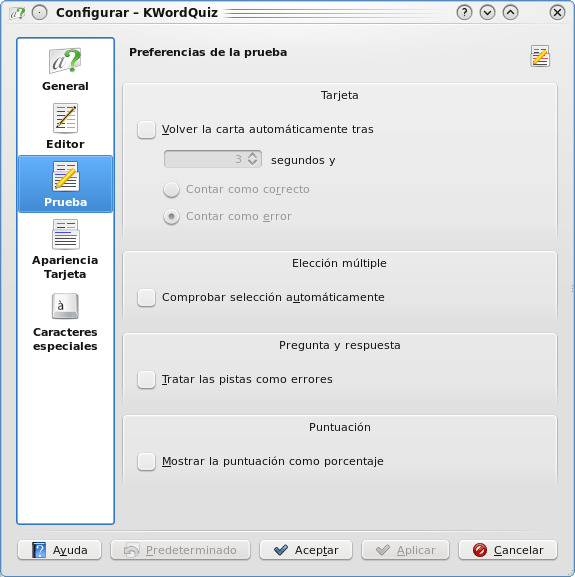 Configurar – KWordQuiz
General
Editor
Prueba
Apariencia
Tarjeta
Caracteres
especiales
Preferencias de la prueba
Tarjeta
Volver la carta automáticamente tras
3 segundos y
Contar como correcto
Contar como error
Elección múltiple
Comprobar selección automáticamente
Pregunta y respuesta
Tratar las pistas como errores
Puntuación
Mostrar la puntuación como porcentaje
Ayuda Predeterminado Aceptar Aplicar Cancelar